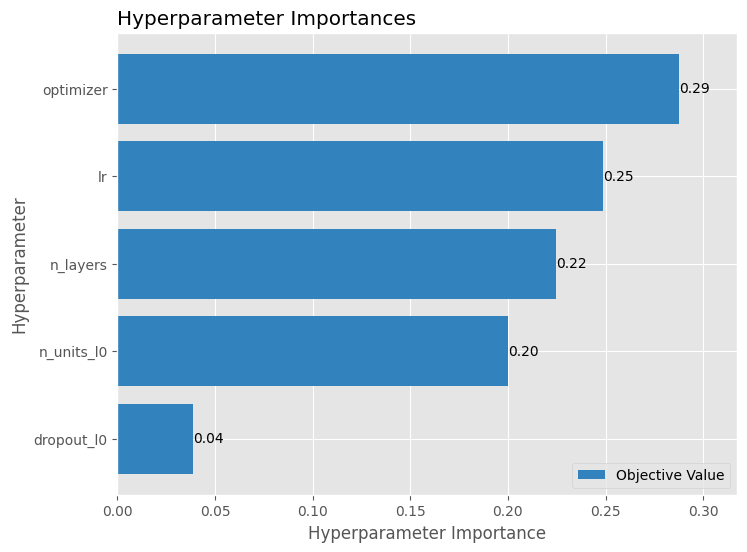 Hyperparameter Importances
Hyperparameter
optimizer
0.29
lr
0.25
n_layers
0.22
n_units_l0
0.20
dropout_l0
0.04
Objective Value
0.00 0.05 0.10 0.15 0.20 0.25 0.30
Hyperparameter Importance